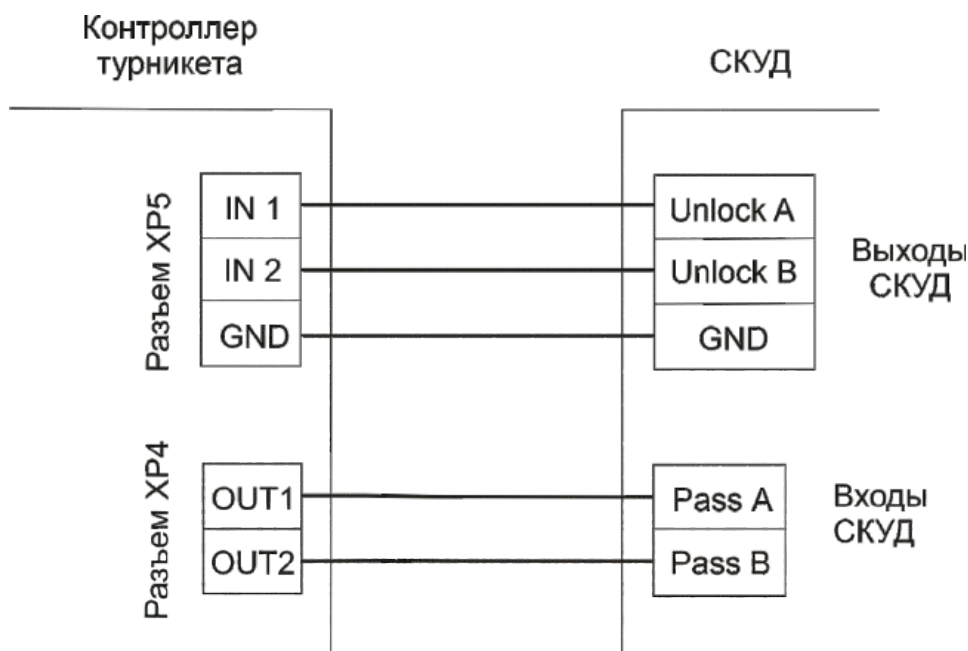 Контроллер
турникета
СКУД
Разъем XP5
IN 1
IN 2
GND
Unlock A
Unlock B
GND
Выходы
СКУД
Разъем XP4
OUT1
OUT2
Pass A
Pass B
Входы
СКУД